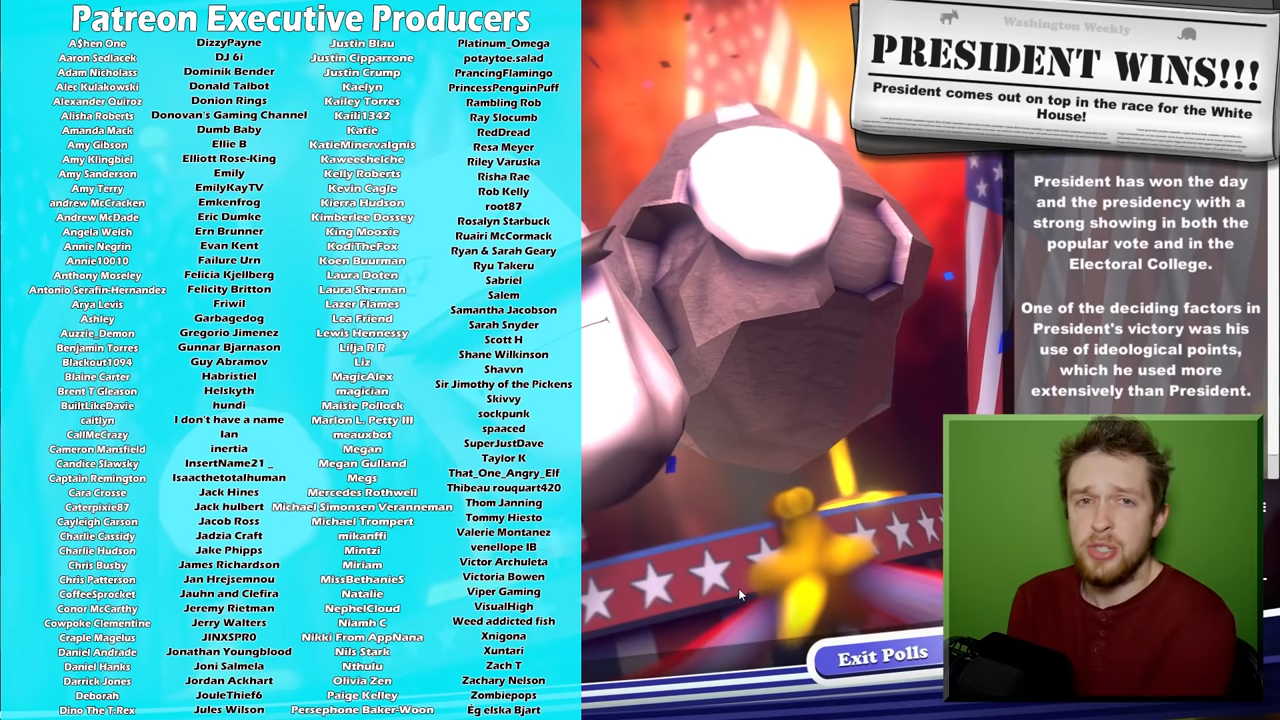 Patreon Executive Producers
A$hen One
Aaron Sedlacek
Adam Nicholass
Alec Kulakowski
Alexander Quiroz
Alisha Roberts
Amanda Mack
Amy Gibson
Amy Klingbiel
Amy Sanderson
Amy Terry
andrew McCracken
Andrew McDade
Angela Welch
Annie Negrin
Annie10010
Anthony Moseley
Antonio Serafin-Hernandez
Arya Levis
Ashley
Auzzie_Demon
Benjamin Torres
Blackout1094
Blaine Carter
Brent T Gleason
BuiltLikeDavie
caitlyn
CallMeCrazy
Cameron Mansfield
Candice Slawsky
Captain Remington
Cara Crosse
Caterpixie87
Cayleigh Carson
Charlie Cassidy
Charlie Hudson
Chris Busby
Chris Patterson
CoffeeSprocket
Conor McCarthy
Cowpoke Clementine
Craple Magelus
Daniel Andrade
Daniel Hanks
Darrick Jones
Deborah
Dino The T.Rex
DizzyPayne
DJ 6i
Dominik Bender
Donald Talbot
Donion Rings
Donovan's Gaming Channel
Dumb Baby
Ellie B
Elliott Rose-King
Emily
EmilyKayTV
Emkenfrog
Eric Dumke
Ern Brunner
Evan Kent
Failure Urn
Felicia Kjellberg
Felicity Britton
Friwil
Garbagedog
Gregorio Jimenez
Gunnar Bjarnason
Guy Abramov
Habristiel
Helskyth
hundi
I don't have a name
Ian
inertia
InsertName21 _
Isaacthetotalhuman
Jack Hines
Jack hulbert
Jacob Ross
Jadzia Craft
Jake Phipps
James Richardson
Jan Hrejsemnou
Jauhn and Clefira
Jeremy Rietman
Jerry Walters
JINXSPR0
Jonathan Youngblood
Joni Salmela
Jordan Ackhart
JouleThief6
Jules Wilson
Justin Blau
Justin Cipparrone
Justin Crump
Kaelyn
Kailey Torres
Kaili1342
Katie
KatieMinervaIgnis
Kaweechelche
Kelly Roberts
Kevin Cagle
Kierra Hudson
Kimberlee Dossey
King Mooxie
KodiTheFox
Koen Buurman
Laura Doten
Laura Sherman
Lazer Flames
Lea Friend
Lewis Hennessy
Lilja R R
Liz
MagicAlex
magician
Maisie Pollock
Marlon L. Petty III
meauxbot
Megan
Megan Gulland
Megs
Mercedes Rothwell
Michael Simonsen Veranneman
Michael Trompert
mikanffi
Mintzi
Miriam
MissBethanieS
Natalie
NephelCloud
Niamh C
Nikki From AppNana
Nils Stark
Nthulu
Olivia Zen
Paige Kelley
Persephone Baker-Woon
Platinum_Omega
potaytoe.salad
PrancingFlamingo
PrincessPenguinPuff
Rambling Rob
Ray Slocumb
RedDread
Resa Meyer
Riley Varuska
Risha Rae
Rob Kelly
root87
Rosalyn Starbuck
Ruairi McCormack
Ryan & Sarah Geary
Ryu Takeru
Sabriel
Salem
Samantha Jacobson
Sarah Snyder
Scott H
Shane Wilkinson
Shavvn
Sir Jimothy of the Pickens
Skivvy
sockpunk
spaaced
SuperJustDave
Taylor K
That_One_Angry_Elf
Thibeau rouquart420
Thom Janning
Tommy Hiesto
Valerie Montanez
venellope IB
Victor Archuleta
Victoria Bowen
Viper Gaming
VisualHigh
Weed addicted fish
Xnigona
Xuntari
Zach T
Zachary Nelson
Zombiepops
Ég elska Bjart
Washington Weekly
PRESIDENT WINS!!!
President comes out on top in the race for the White
House!
President has won the day
and the presidency with a
strong showing in both the
popular vote and in the
Electoral College.
One of the deciding factors in
President's victory was his
use of ideological points,
which he used more
extensively than President.
Exit Polls